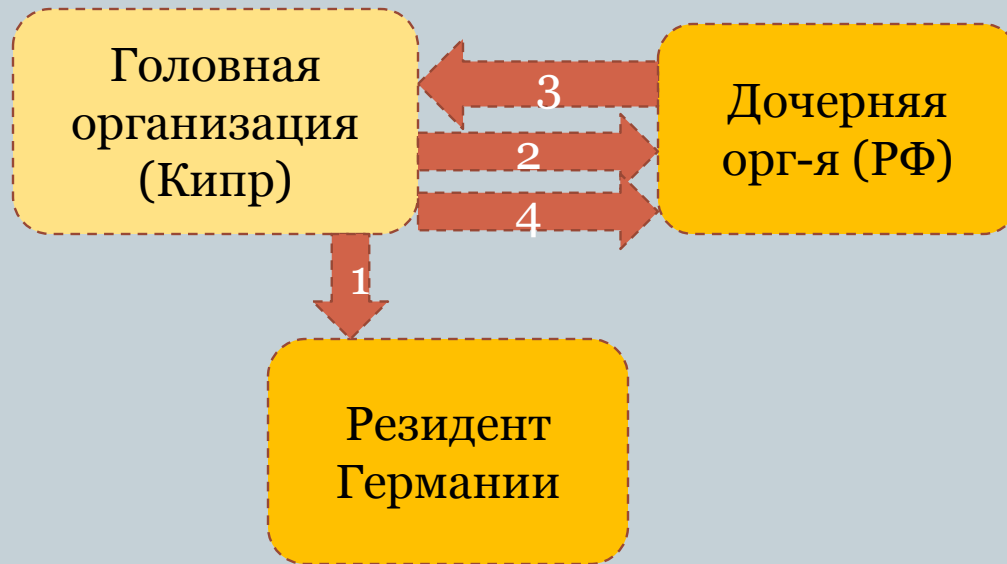 Головная
организация
(Кипр)
3
2
4
Дочерняя
орг-я (РФ)
1
Резидент
Германии